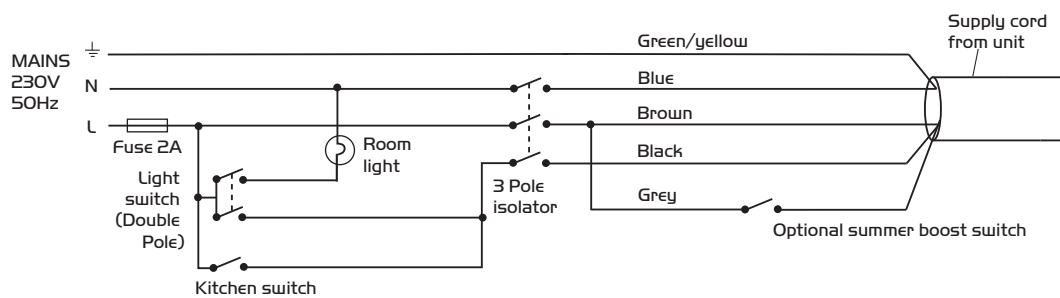 Supply cord
from unit
Green/yellow
MAINS
230V
50Hz
N
Blue
L
Brown
Fuse 2A
Room
light
Black
Light
switch
(Double
Pole)
3 Pole
isolator
Grey
Optional summer boost switch
Kitchen switch